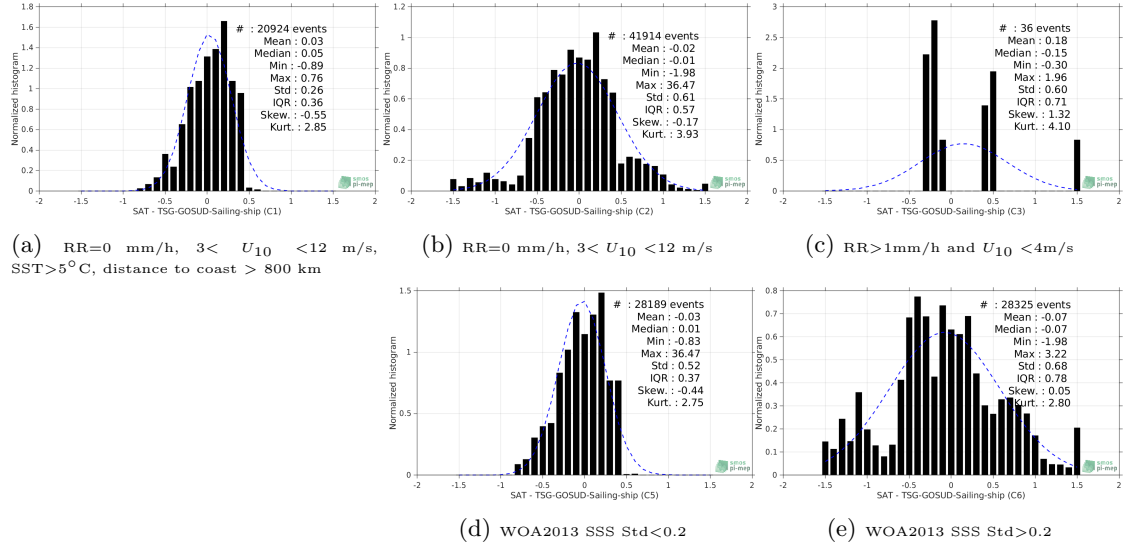 1.8
1.6
1.4
1.2
1
0.8
0.6
0.4
0.2
0
-2 -1.5 -1 -0.5 0 0.5 1 1.5 2
Normalized histogram
# : 20924 events
Mean : 0.03
Median : 0.05
Min : -0.89
Max : 0.76
Std : 0.26
IQR : 0.36
Skew. : -0.55
Kurt. : 2.85
smos
pi-mep
SAT - TSG-GOSUD-Sailing-ship (C1)
(a) RR=0 mm/h, 3< U10 <12 m/s,
SST>5°C, distance to coast > 800 km
1.2
1
0.8
0.6
0.4
0.2
0
-2 -1.5 -1 -0.5 0 0.5 1 1.5 2
Normalized histogram
# : 41914 events
Mean : -0.02
Median : -0.01
Min : -1.98
Max : 36.47
Std : 0.61
IQR : 0.57
Skew. : -0.17
Kurt. : 3.93
smos
pi-mep
SAT - TSG-GOSUD-Sailing-ship (C2)
(b) RR=0 mm/h, 3< U10 <12 m/s
3
2.5
2
1.5
1
0.5
0
-2 -1.5 -1 -0.5 0 0.5 1 1.5 2
Normalized histogram
# : 36 events
Mean : 0.18
Median : -0.15
Min : -0.30
Max : 1.96
Std : 0.60
IQR : 0.71
Skew. : 1.32
Kurt. : 4.10
smos
pi-mep
SAT - TSG-GOSUD-Sailing-ship (C3)
(c) RR>1mm/h and U10 <4m/s
1.5
1
0.5
0
-2 -1.5 -1 -0.5 0 0.5 1 1.5 2
Normalized histogram
# : 28189 events
Mean : -0.03
Median : 0.01
Min : -0.83
Max : 36.47
Std : 0.52
IQR : 0.37
Skew. : -0.44
Kurt. : 2.75
smos
pi-mep
SAT - TSG-GOSUD-Sailing-ship (C5)
(d) WOA2013 SSS Std<0.2
0.8
0.7
0.6
0.5
0.4
0.3
0.2
0.1
0
-2 -1.5 -1 -0.5 0 0.5 1 1.5 2
Normalized histogram
# : 28325 events
Mean : -0.07
Median : -0.07
Min : -1.98
Max : 3.22
Std : 0.68
IQR : 0.78
Skew. : 0.05
Kurt. : 2.80
smos
pi-mep
SAT - TSG-GOSUD-Sailing-ship (C6)
(e) WOA2013 SSS Std>0.2